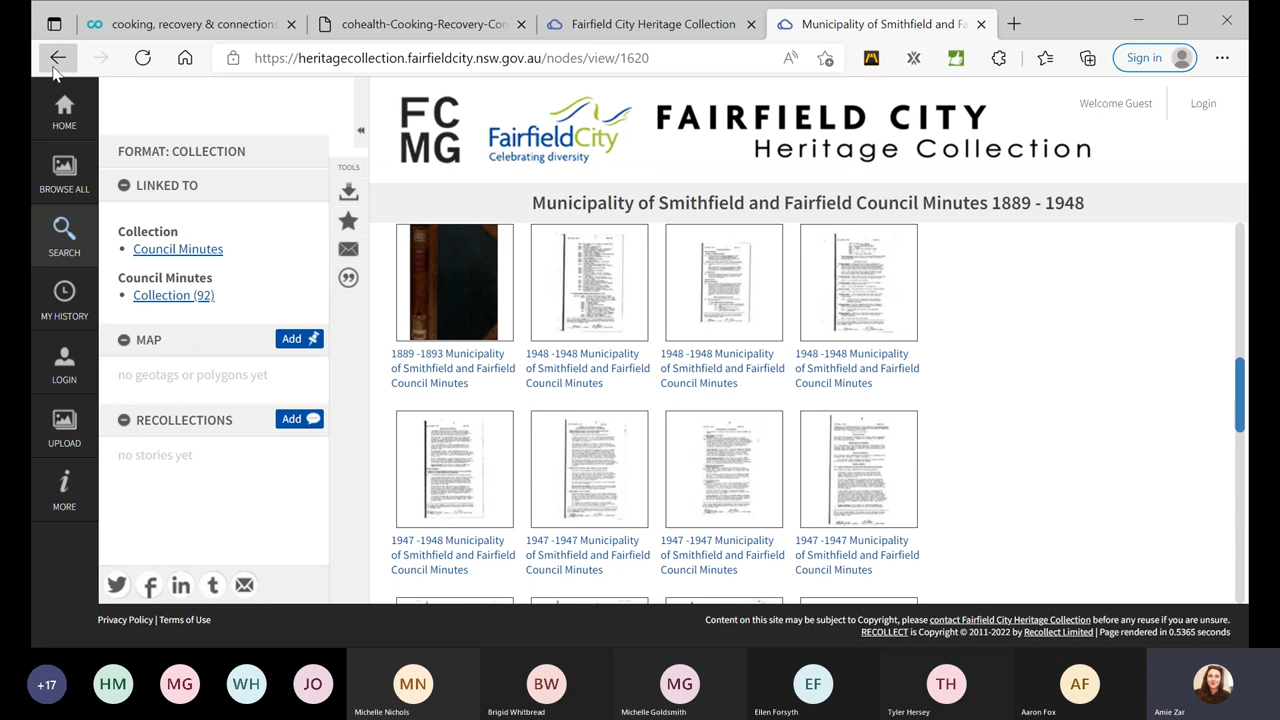 cooking, recovery & connections
cohealth-Cooking-Recovery-Con
Fairfield City Heritage Collection
Municipality of Smithfield and Fa
https://heritagecollection.fairfieldcity.nsw.gov.au/nodes/view/1620
Sign in
HOME
BROWSE ALL
SEARCH
MY HISTORY
LOGIN
UPLOAD
MORE
FORMAT: COLLECTION
LINKED TO
Collection
Council Minutes
Council Minutes
Collection (92)
MAP
Add
no geotags or polygons yet
RECOLLECTIONS
Add
no stories yet
TOOLS
FC
MG
FairfieldCity
Celebrating diversity
FAIRFIELD CITY
Heritage Collection
Welcome Guest
Login
Municipality of Smithfield and Fairfield Council Minutes 1889 - 1948
1889 -1893 Municipality
of Smithfield and Fairfield
Council Minutes
1948 -1948 Municipality
of Smithfield and Fairfield
Council Minutes
1948 -1948 Municipality
of Smithfield and Fairfield
Council Minutes
1948 -1948 Municipality
of Smithfield and Fairfield
Council Minutes
1947 -1948 Municipality
of Smithfield and Fairfield
Council Minutes
1947 -1947 Municipality
of Smithfield and Fairfield
Council Minutes
1947 -1947 Municipality
of Smithfield and Fairfield
Council Minutes
1947 -1947 Municipality
of Smithfield and Fairfield
Council Minutes
Privacy Policy | Terms of Use
Content on this site may be subject to Copyright, please contact Fairfield City Heritage Collection before any reuse if you are unsure.
RECOLLECT is Copyright © 2011-2022 by Recollect Limited | Page rendered in 0.5365 seconds
+17
HM
MG
WH
JO
MN
Michelle Nichols
BW
Brigid Whitbread
MG
Michelle Goldsmith
EF
Ellen Forsyth
TH
Tyler Hersey
AF
Aaron Fox
Amie Zar